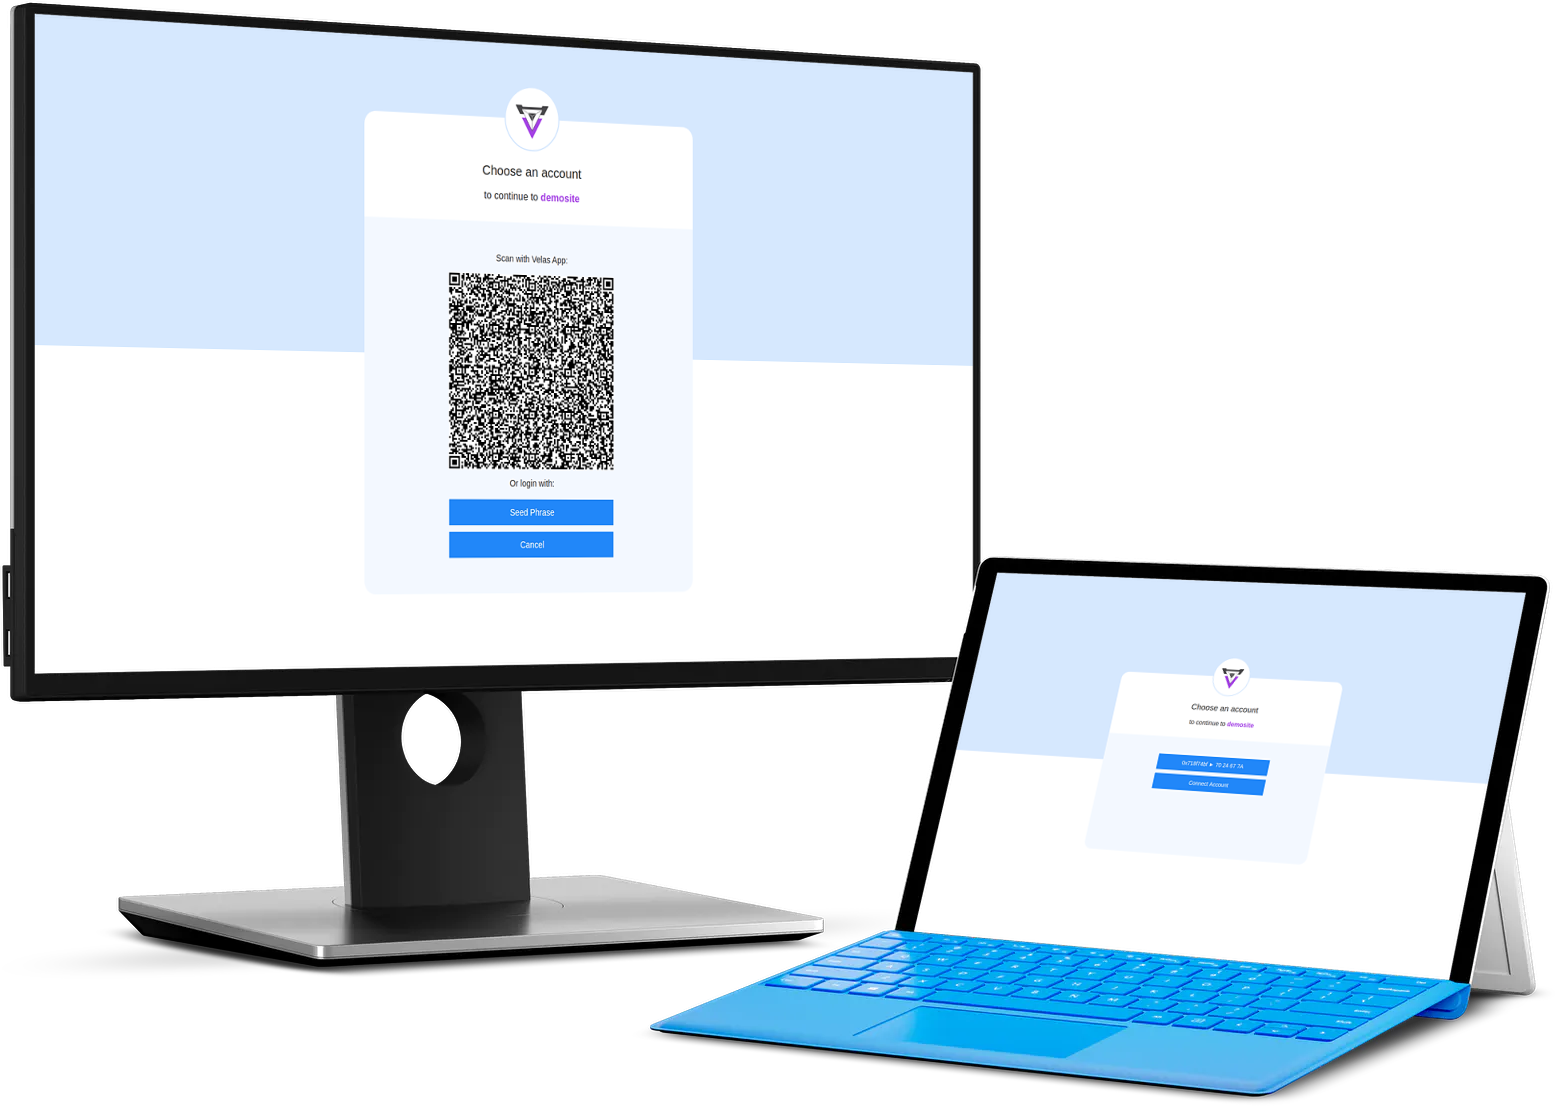 Choose an account
to continue to demosite
Scan with Velas App:
Or login with:
Seed Phrase
Cancel
Choose an account
to continue to demosite
Connect Account